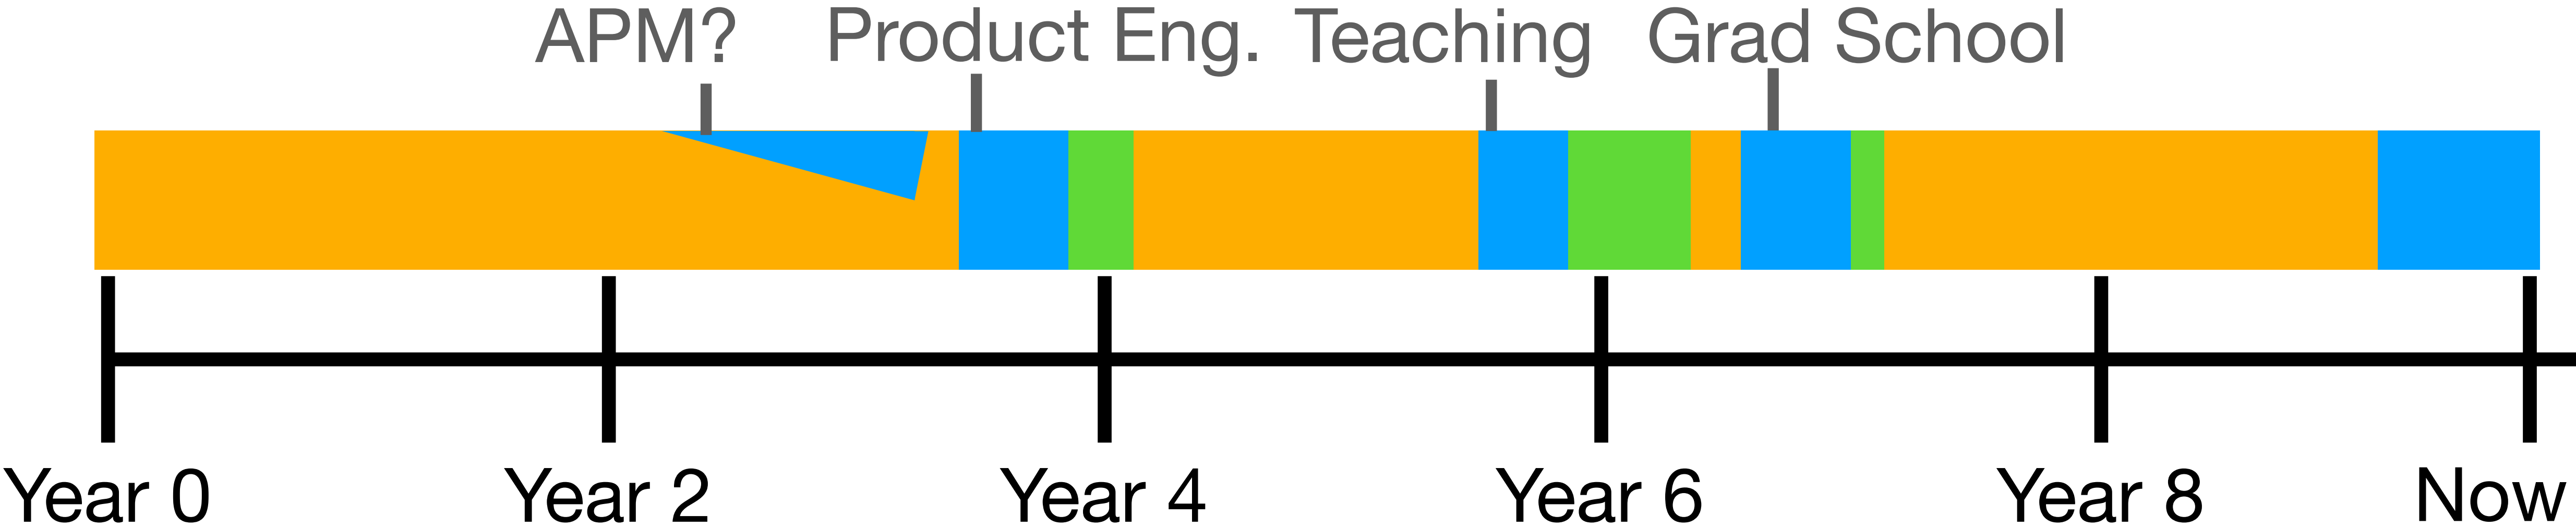 APM? Product Eng. Teaching Grad School
Year 0 Year 2 Year 4 Year 6 Year 8 Now